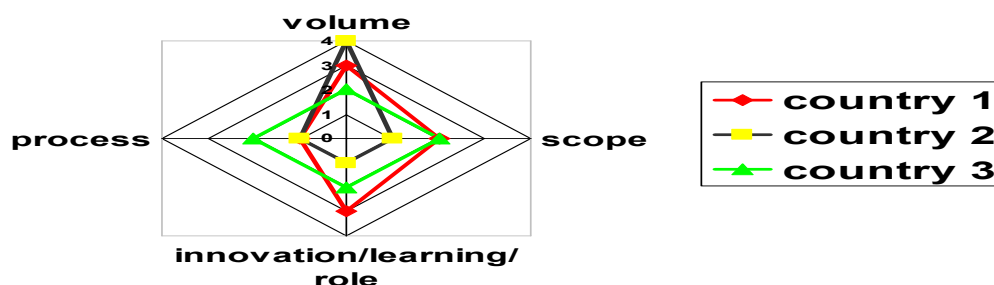 volume
4
3
2
1
0
process
scope
innovation/learning/
role
country 1
country 2
country 3